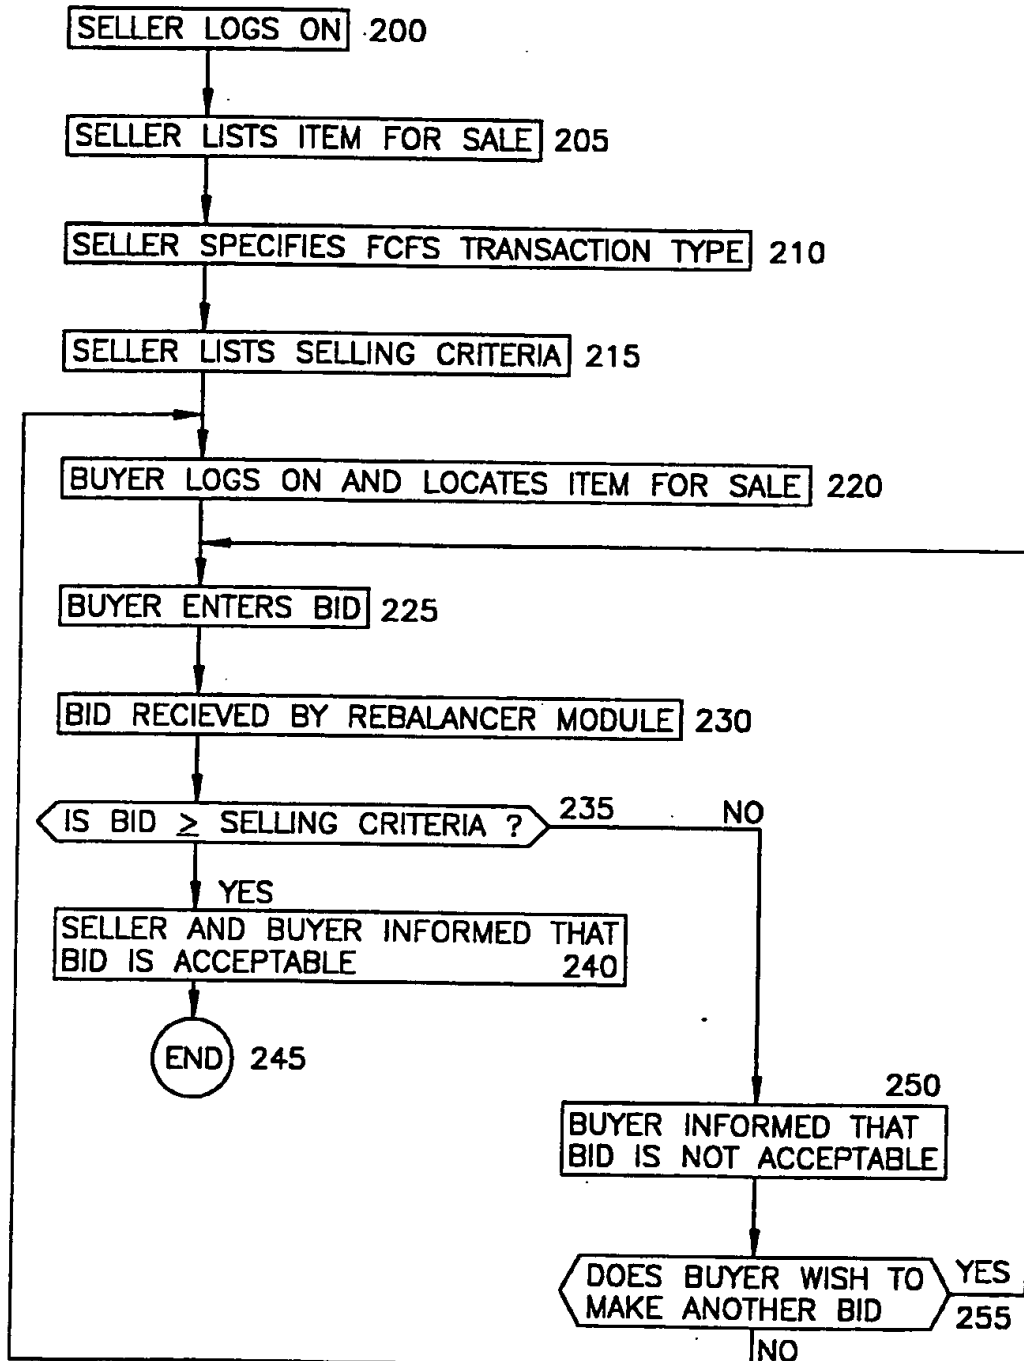 SELLER LOGS ON 200
SELLER LISTS ITEM FOR SALE 205
SELLER SPECIFIES FCFS TRANSACTION TYPE 210
SELLER LISTS SELLING CRITERIA 215
BUYER LOGS ON AND LOCATES ITEM FOR SALE 220
BUYER ENTERS BID 225
BID RECIEVED BY REBALANCER MODULE 230
IS BID ≥ SELLING CRITERIA ? 235 NO
YES
SELLER AND BUYER INFORMED THAT
BID IS ACCEPTABLE 240
END 245
250
BUYER INFORMED THAT
BID IS NOT ACCEPTABLE
DOES BUYER WISH TO YES
MAKE ANOTHER BID 255
NO